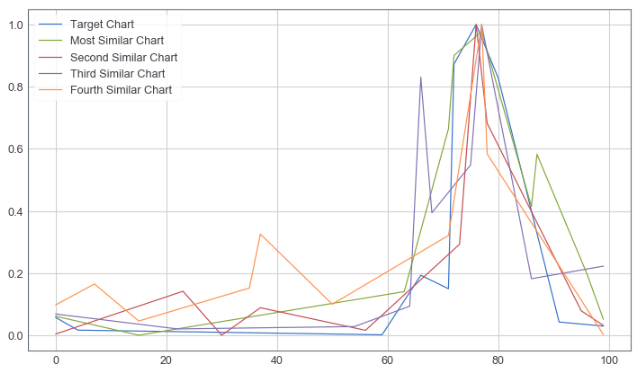 1.0
0.8
0.6
0.4
0.2
0.0
Target Chart
Most Similar Chart
Second Similar Chart
Third Similar Chart
Fourth Similar Chart
0 20 40 60 80 100